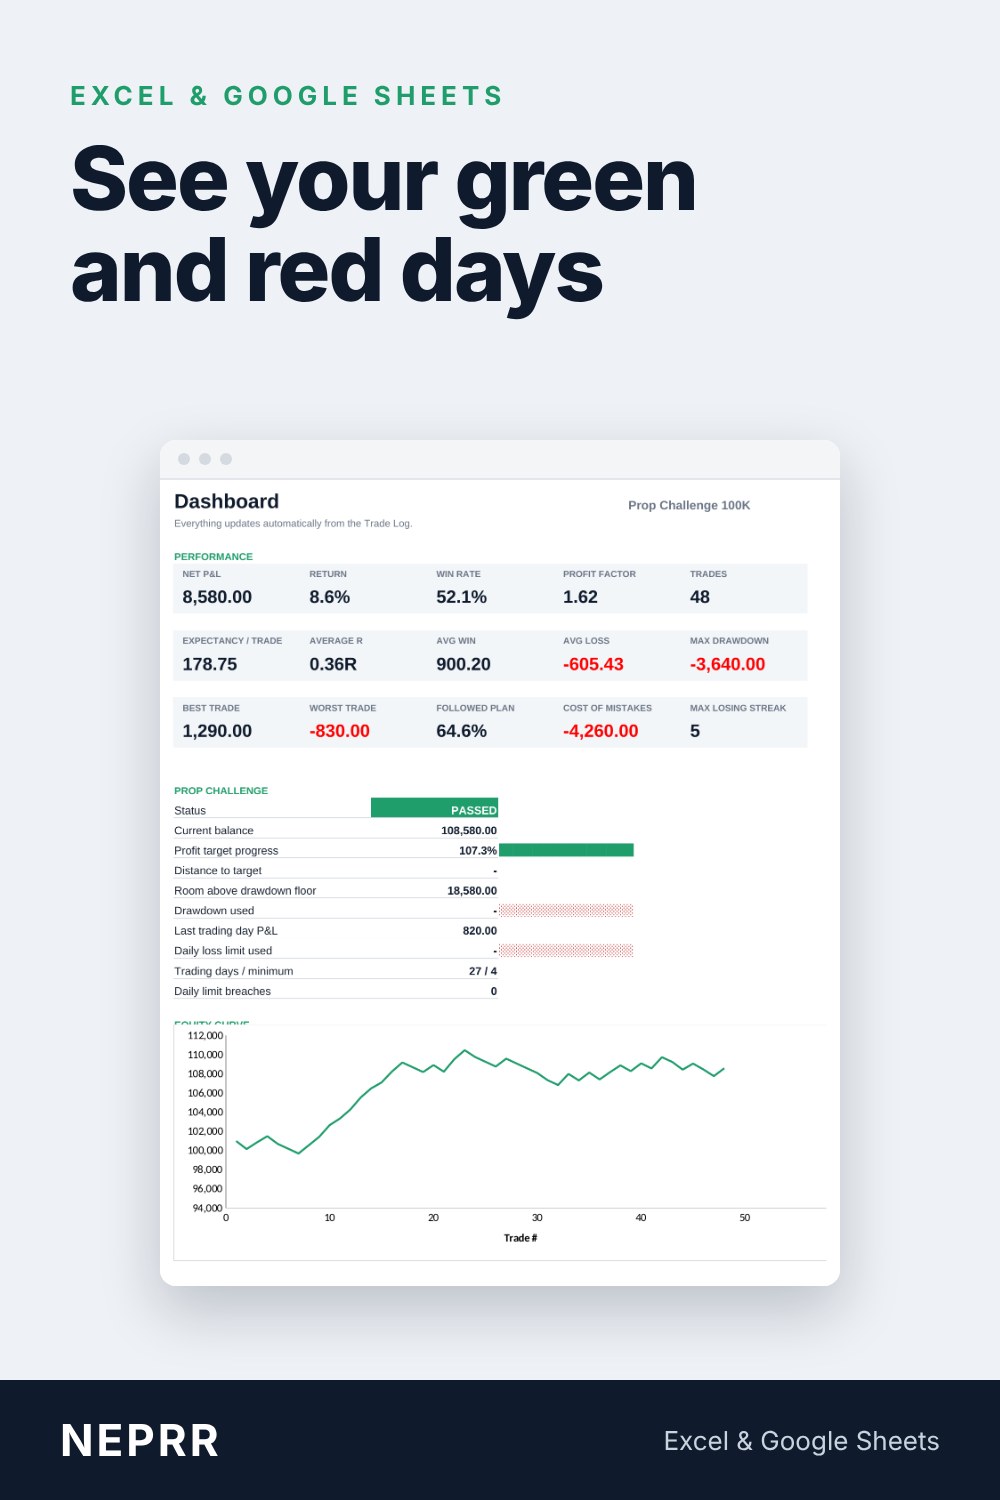 EXCEL & GOOGLE SHEETS
See your green
and red days
Dashboard
Prop Challenge 100K
Everything updates automatically from the Trade Log.
PERFORMANCE
NET P&L RETURN WIN RATE PROFIT FACTOR TRADES
8,580.00 8.6% 52.1% 1.62 48
EXPECTANCY / TRADE AVERAGE R AVG WIN AVG LOSS MAX DRAWDOWN
178.75 0.36R 900.20 -605.43 -3,640.00
BEST TRADE WORST TRADE FOLLOWED PLAN COST OF MISTAKES MAX LOSING STREAK
1,290.00 -830.00 64.6% -4,260.00 5
PROP CHALLENGE
Status PASSED
Current balance 108,580.00
Profit target progress 107.3%
Distance to target -
Room above drawdown floor 18,580.00
Drawdown used -
Last trading day P&L 820.00
Daily loss limit used -
Trading days / minimum 27 / 4
Daily limit breaches 0
EQUITY CURVE
112,000
110,000
108,000
106,000
104,000
102,000
100,000
98,000
96,000
94,000
0 10 20 30 40 50
Trade #
NEPRR
Excel & Google Sheets